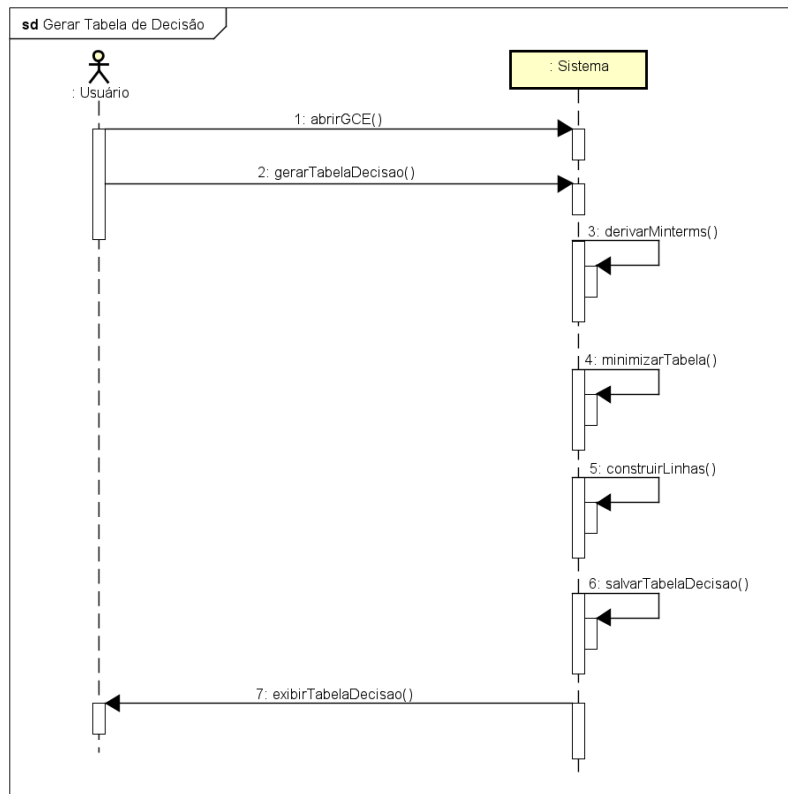 sd Gerar Tabela de Decisão
: Usuário
: Sistema
1: abrirGCE()
2: gerarTabelaDecisao()
3: derivarMinterms()
4: minimizarTabela()
5: construirLinhas()
6: salvarTabelaDecisao()
7: exibirTabelaDecisao()